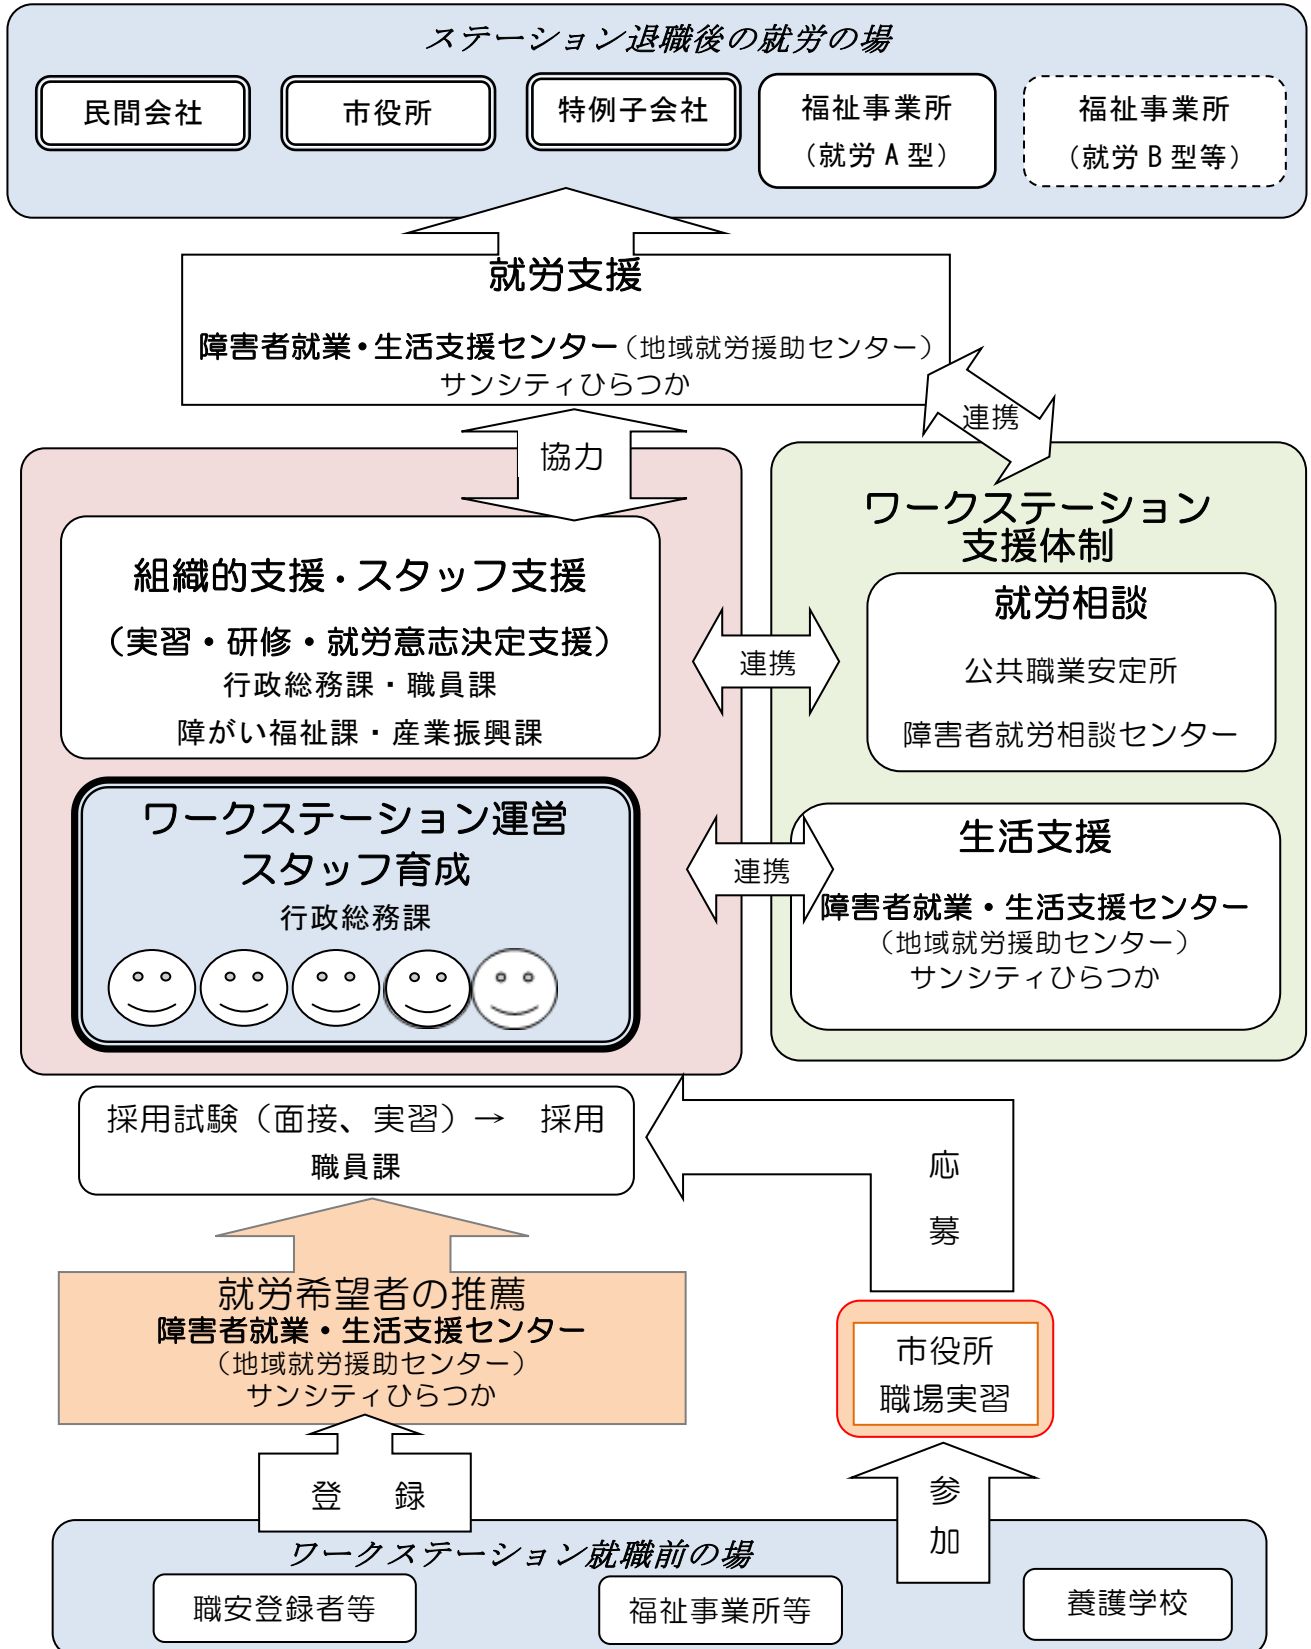 ステーション退職後の就労の場
民間会社
市役所
特例子会社
福祉事業所
（就労A型）
福祉事業所
（就労B型等）
就労支援
障害者就業・生活支援センター（地域就労援助センター）
サンシティひらつか
連携
協力
組織的支援・スタッフ支援
（実習・研修・就労意志決定支援）
行政総務課・職員課
障がい福祉課・産業振興課
連携
ワークステーション
支援体制
就労相談
公共職業安定所
障害者就労相談センター
ワークステーション運営
スタッフ育成
行政総務課
連携
生活支援
障害者就業・生活支援センター
（地域就労援助センター）
サンシティひらつか
採用試験（面接、実習）→　採用
職員課
応
募
就労希望者の推薦
障害者就業・生活支援センター
（地域就労援助センター）
サンシティひらつか
市役所
職場実習
登　録
参
加
ワークステーション就職前の場
職安登録者等
福祉事業所等
養護学校